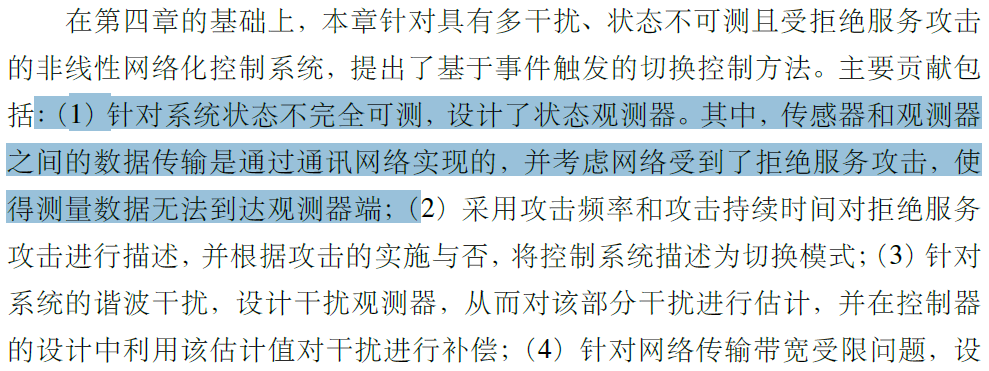 在第四章的基础上，本章针对具有多干扰、状态不可测且受拒绝服务攻击
的非线性网络化控制系统，提出了基于事件触发的切换控制方法。主要贡献包
括：（1）针对系统状态不完全可测，设计了状态观测器。其中，传感器和观测器
之间的数据传输是通过通讯网络实现的，并考虑网络受到了拒绝服务攻击，使
得测量数据无法到达观测器端；（2）采用攻击频率和攻击持续时间对拒绝服务
攻击进行描述，并根据攻击的实施与否，将控制系统描述为切换模式；（3）针对
系统的谐波干扰，设计干扰观测器，从而对该部分干扰进行估计，并在控制器
的设计中利用该估计值对干扰进行补偿；（4）针对网络传输带宽受限问题，设